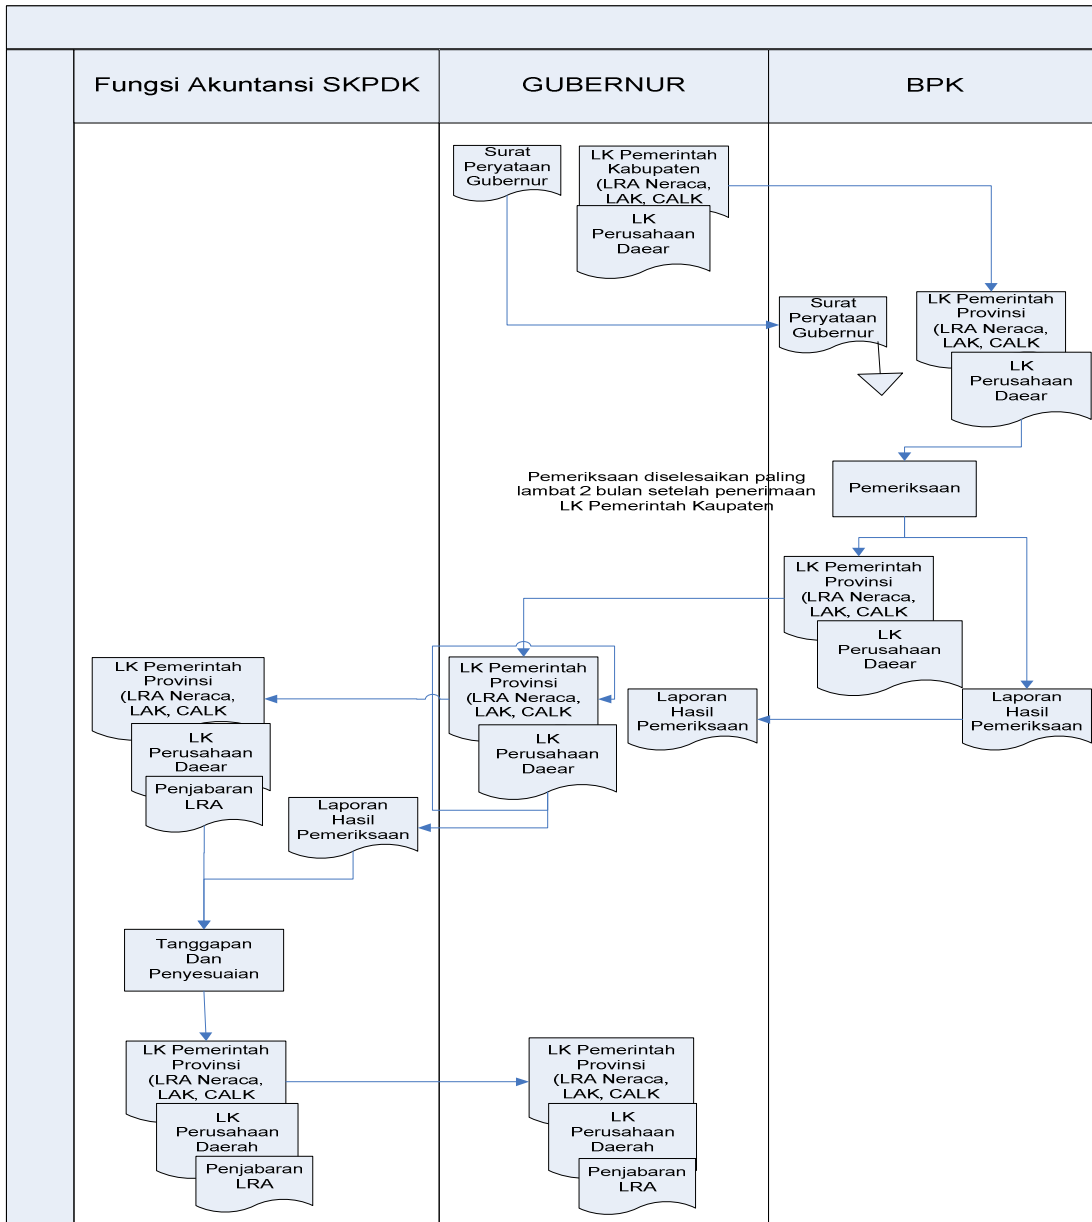 Fungsi Akuntansi SKPDK
GUBERNUR
BPK
Surat
Peryataan
Gubernur
LK Pemerintah
Kabupaten
(LRA Neraca,
LAK, CALK
LK
Perusahaan
Daear
Surat
Peryataan
Gubernur
LK Pemerintah
Provinsi
(LRA Neraca,
LAK, CALK
LK
Perusahaan
Daear
Pemeriksaan diselesaikan paling
lambat 2 bulan setelah penerimaan
LK Pemerintah Kaupaten
Pemeriksaan
LK Pemerintah
Provinsi
(LRA Neraca,
LAK, CALK
LK
Perusahaan
Daear
Laporan
Hasil
Pemeriksaan
LK Pemerintah
Provinsi
(LRA Neraca,
LAK, CALK
LK
Perusahaan
Daear
Laporan
Hasil
Pemeriksaan
LK Pemerintah
Provinsi
(LRA Neraca,
LAK, CALK
LK
Perusahaan
Daear
Penjabaran
LRA
Laporan
Hasil
Pemeriksaan
Tanggapan
Dan
Penyesuaian
LK Pemerintah
Provinsi
(LRA Neraca,
LAK, CALK
LK
Perusahaan
Daerah
Penjabaran
LRA
LK Pemerintah
Provinsi
(LRA Neraca,
LAK, CALK
LK
Perusahaan
Daerah
Penjabaran
LRA